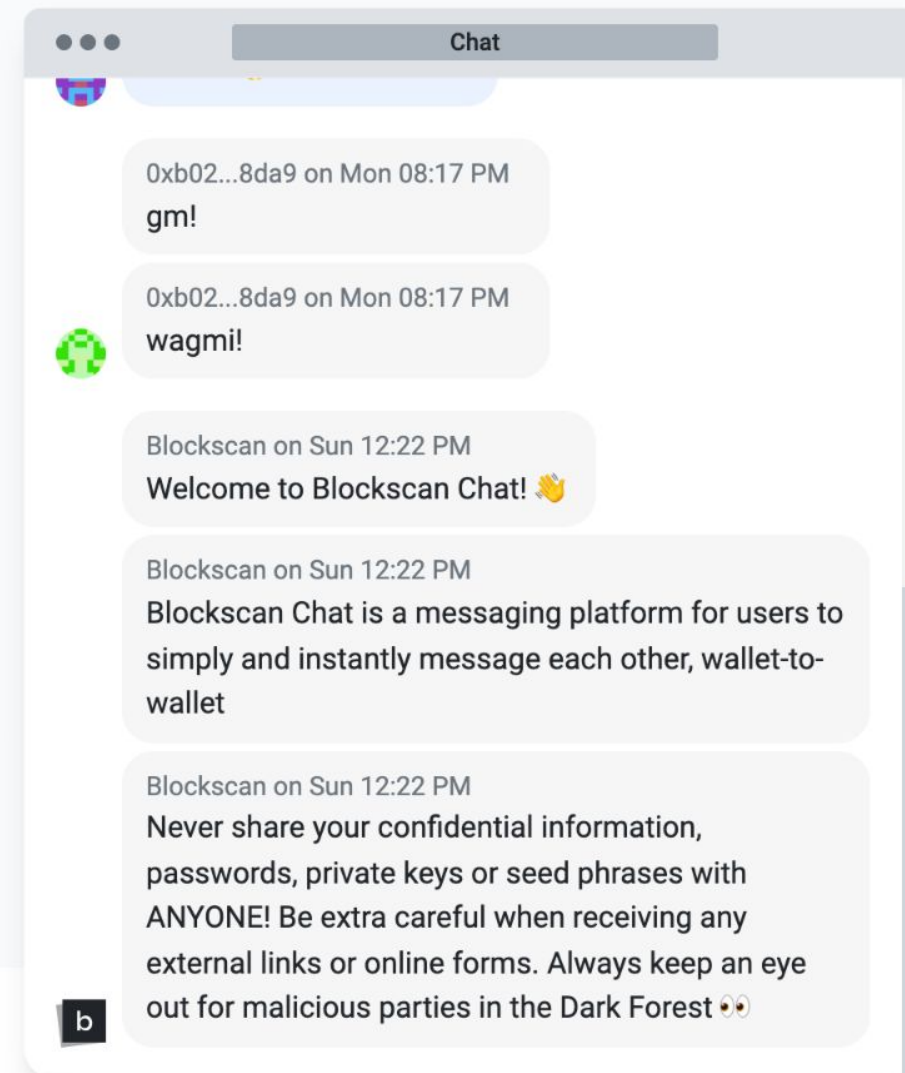 Chat
0xb02...8da9 on Mon 08:17 PM
gm!
0xb02...8da9 on Mon 08:17 PM
wagmi!
Blockscan on Sun 12:22 PM
Welcome to Blockscan Chat! 👋
Blockscan on Sun 12:22 PM
Blockscan Chat is a messaging platform for users to
simply and instantly message each other, wallet-to-
wallet
Blockscan on Sun 12:22 PM
Never share your confidential information,
passwords, private keys or seed phrases with
ANYONE! Be extra careful when receiving any
external links or online forms. Always keep an eye
out for malicious parties in the Dark Forest 👀
b